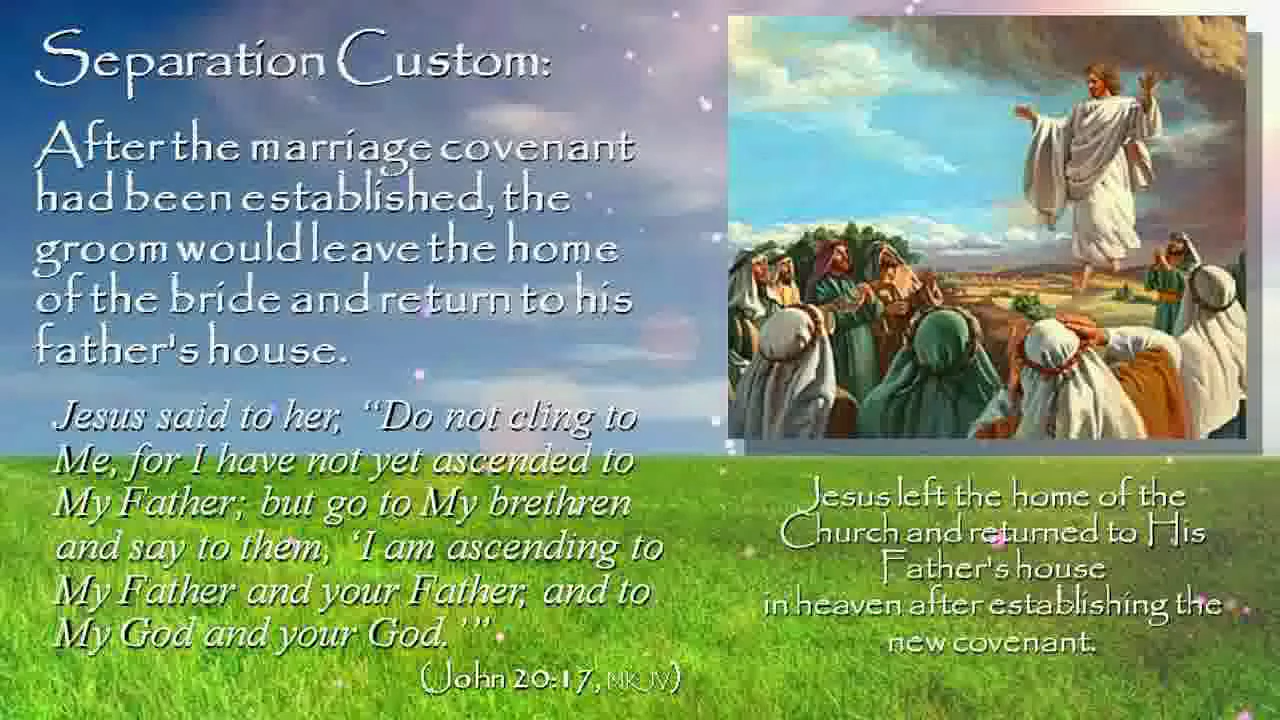 Separation Custom:
After the marriage covenant
had been established, the
groom would leave the home
of the bride and return to his
father's house.
Jesus said to her, “Do not cling to
Me, for I have not yet ascended to
My Father; but go to My brethren
and say to them, ‘I am ascending to
My Father and your Father, and to
My God and your God.’”
(John 20:17, NKJV)
Jesus left the home of the
Church and returned to His
Father's house
in heaven after establishing the
new covenant.